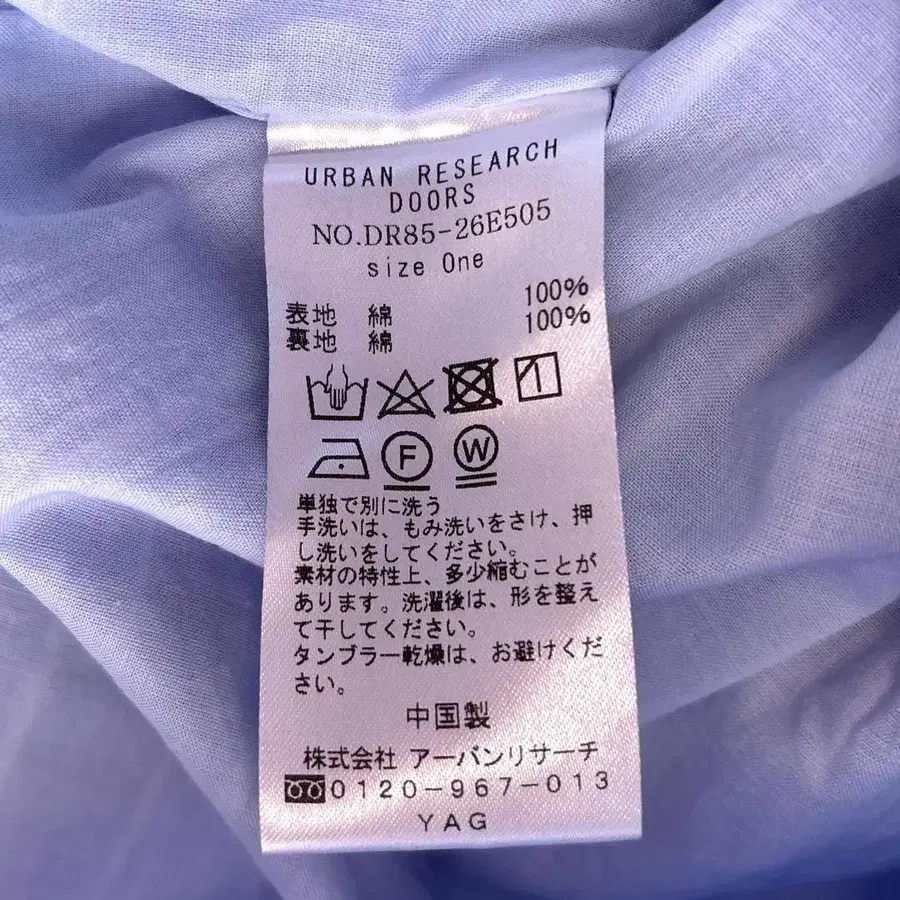 URBAN RESEARCH
DOORS
NO.DR85-26E505
size One
表地 綿 100%
裏地 綿 100%
F W
単独で別に洗う
手洗いは、もみ洗いをさけ、押
し洗いをしてください。
素材の特性上、多少縮むことが
あります。洗濯後は、形を整え
て干してください。
タンブラー乾燥は、お避けくだ
さい。
中国製
株式会社 アーバンリサーチ
0120-967-013
YAG